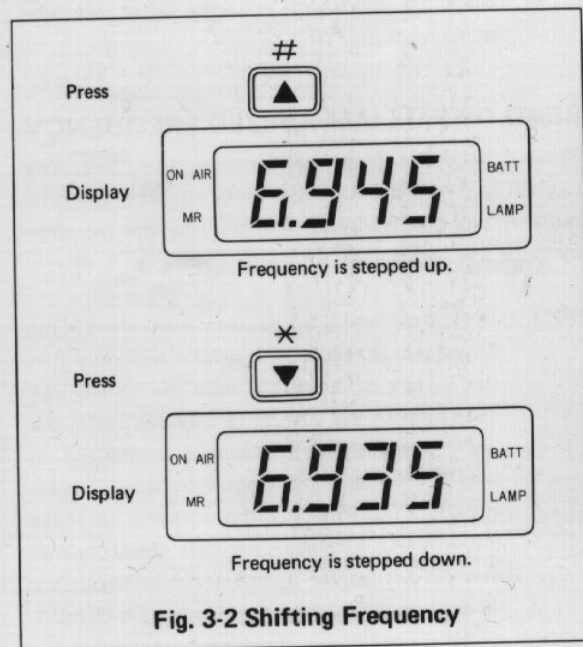 #
Press ▲
ON AIR 6.945 BATT
Display
MR LAMP
Frequency is stepped up.
*
Press ▼
ON AIR 6.935 BATT
Display
MR LAMP
Frequency is stepped down.
Fig. 3-2 Shifting Frequency